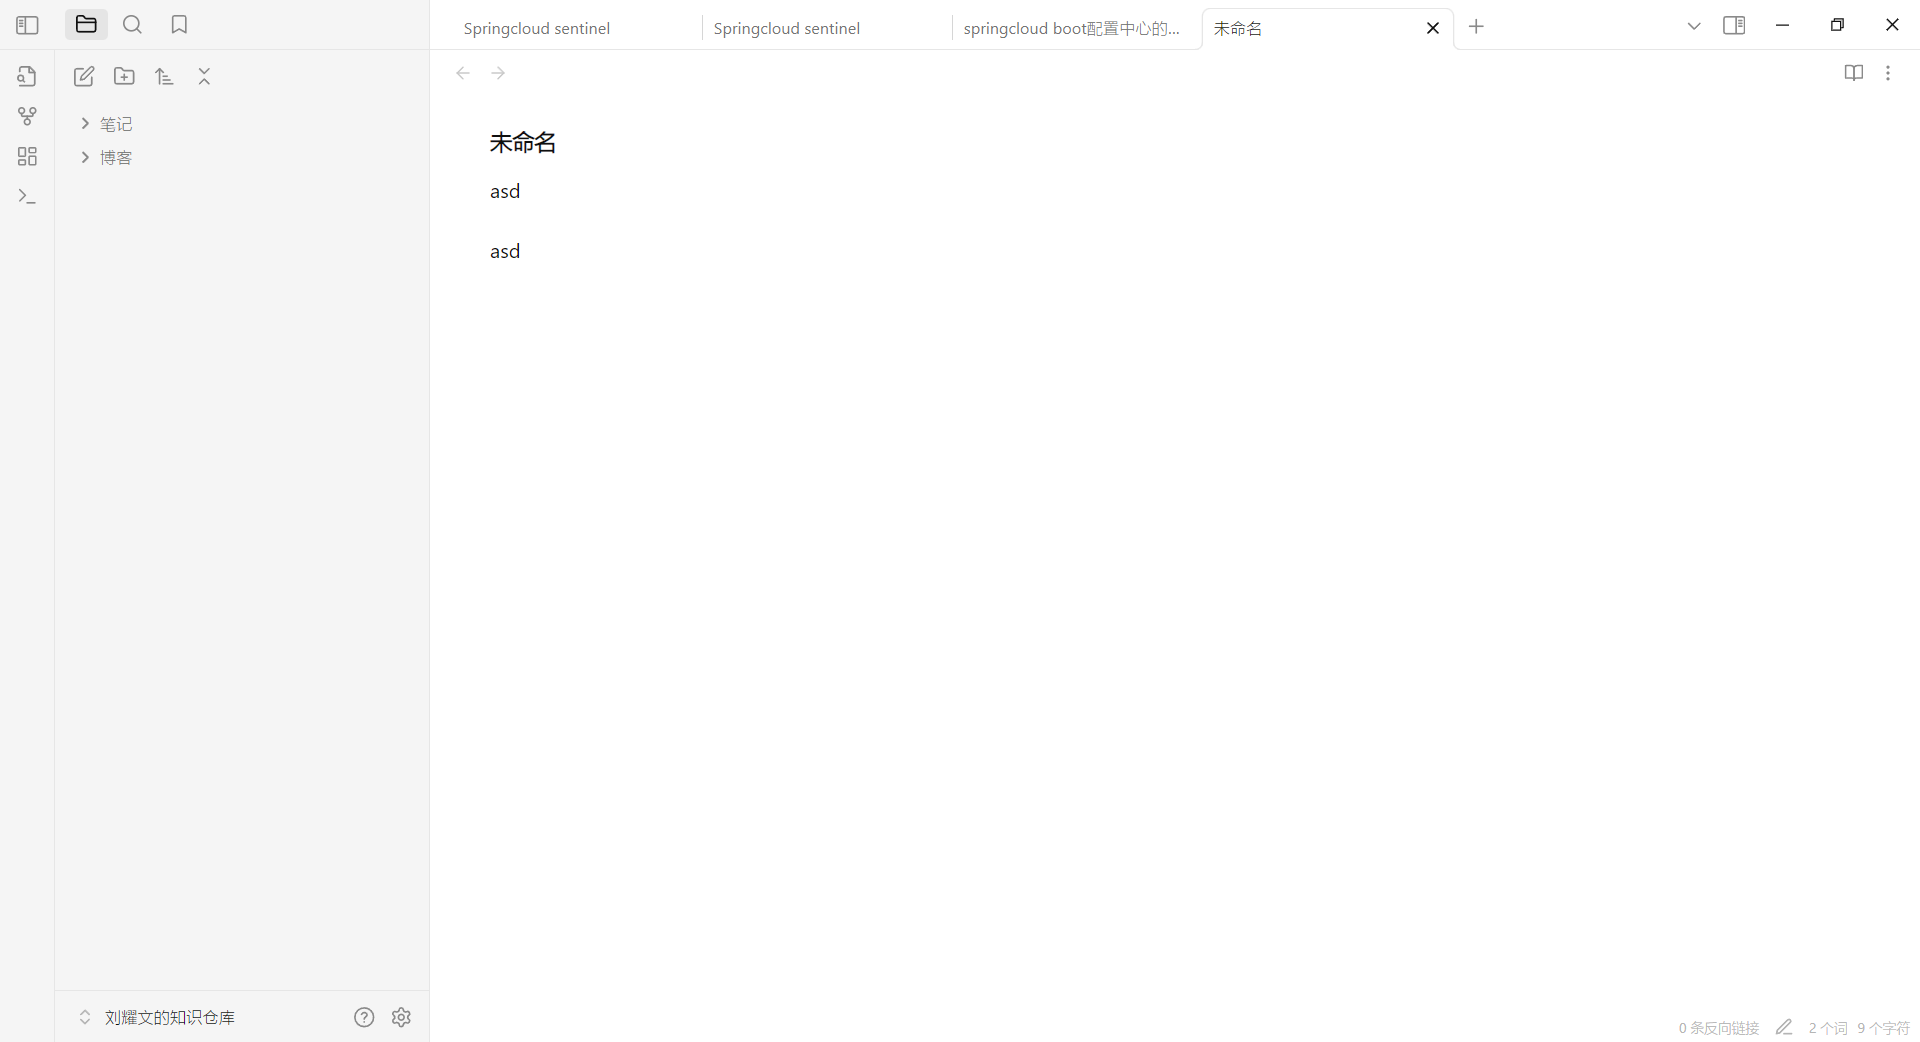 Springcloud sentinel
Springcloud sentinel
springcloud boot配置中心的...
未命名
笔记
博客
未命名
asd
asd
刘耀文的知识仓库
0 条反向链接
2 个词
9 个字符